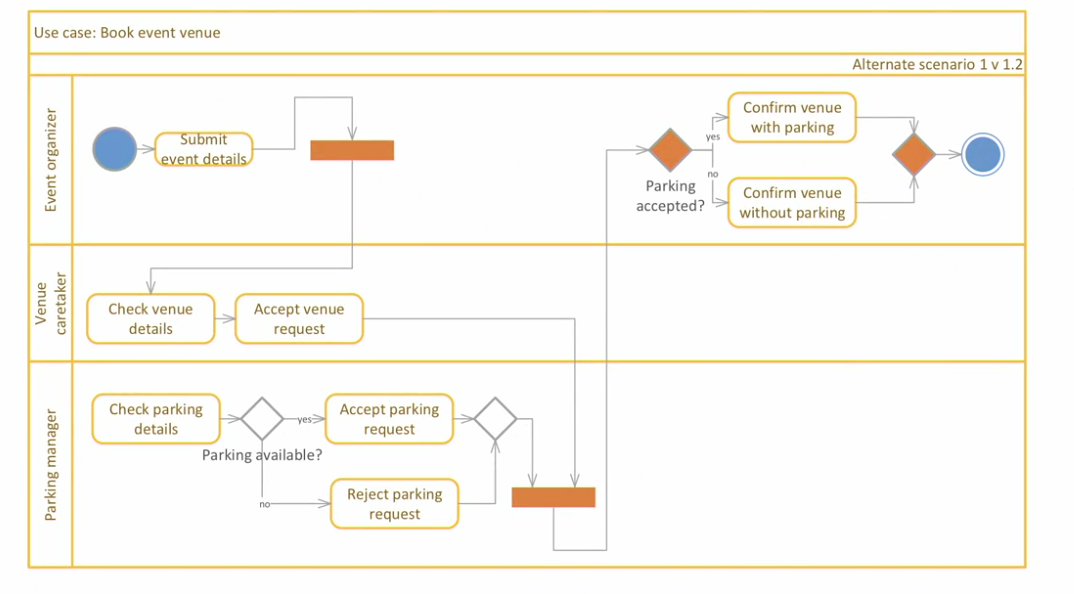 Use case: Book event venue
Alternate scenario 1 v 1.2
Event organizer
Submit
event details
yes
no
Parking
accepted?
Confirm venue
with parking
Confirm venue
without parking
Venue
caretaker
Check venue
details
Accept venue
request
Parking manager
Check parking
details
Parking available?
yes
no
Accept parking
request
Reject parking
request